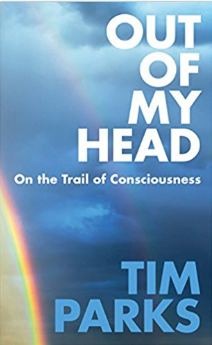 OUT
OF
MY
HEAD
On the Trail of Consciousness
TIM
PARKS